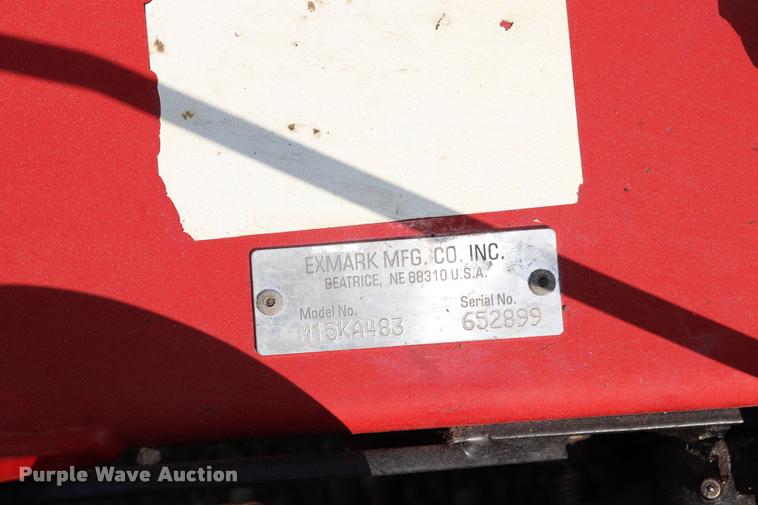 EXMARK MFG. CO. INC.
BEATRICE, NE 68310 U.S.A.
Model No.
M15KA483
Serial No.
652899
Purple Wave Auction